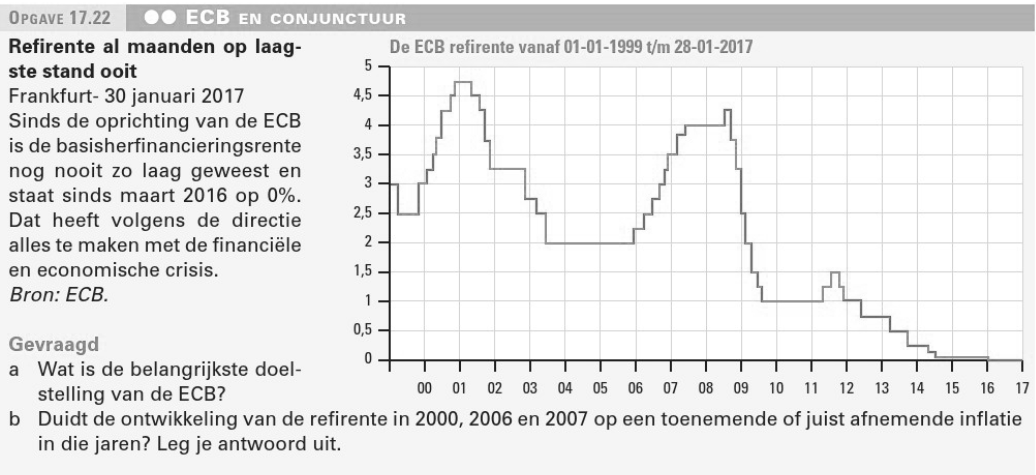 OPGAVE 17.22 ●● ECB EN CONJUNCTUUR
Refirente al maanden op laag-
ste stand ooit
Frankfurt- 30 januari 2017
Sinds de oprichting van de ECB
is de basisherfinancieringsrente
nog nooit zo laag geweest en
staat sinds maart 2016 op 0%.
Dat heeft volgens de directie
alles te maken met de financiële
en economische crisis.
Bron: ECB.
De ECB refirente vanaf 01-01-1999 t/m 28-01-2017
5
4,5
4
3,5
3
2,5
2
1,5
1
0,5
0
00 01 02 03 04 05 06 07 08 09 10 11 12 13 14 15 16 17
Gevraagd
a Wat is de belangrijkste doel-
stelling van de ECB?
b Duidt de ontwikkeling van de refirente in 2000, 2006 en 2007 op een toenemende of juist afnemende inflatie
in die jaren? Leg je antwoord uit.